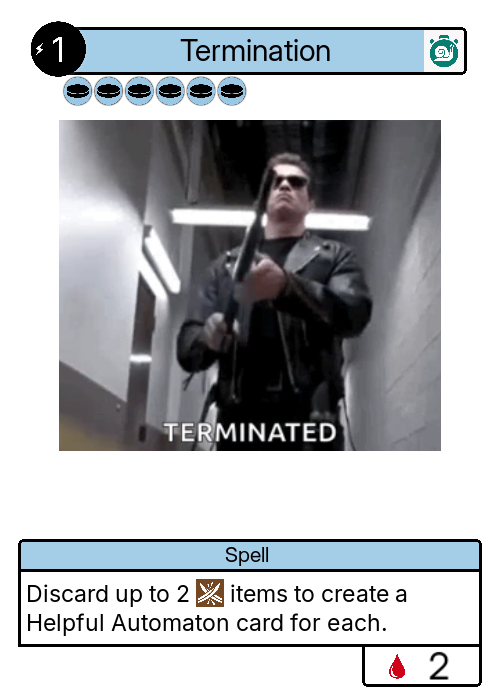 1
Termination
TERMINATED
Spell
Discard up to 2 items to create a
Helpful Automaton card for each.
2